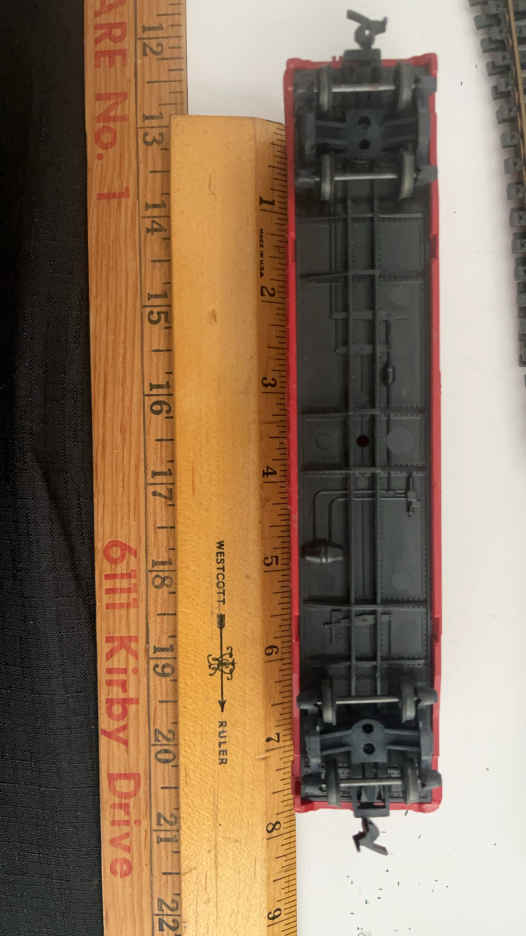 ARE No. 1
6111 Kirby Drive
12 13 14 15 16 17 18 19 20 21 22
1 2 3 4 5 6 7 8 9
MADE IN U.S.A.
WESTCOTT RULER